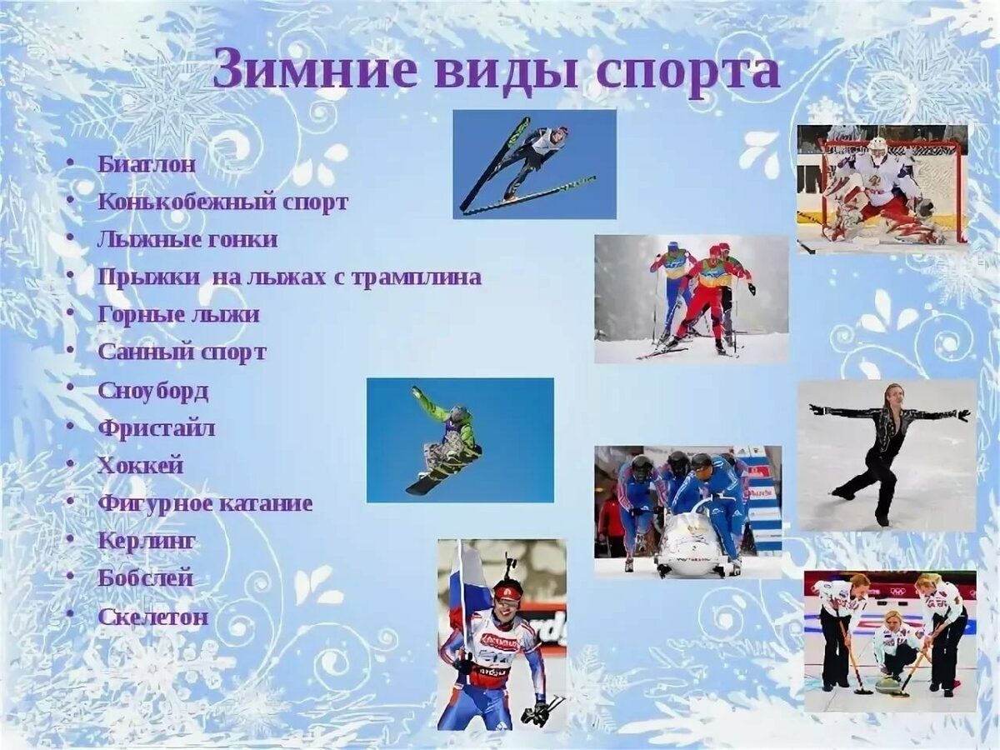 Зимние виды спорта
Биатлон
Конькобежный спорт
Лыжные гонки
Прыжки на лыжах с трамплина
Горные лыжи
Санный спорт
Сноуборд
Фристайл
Хоккей
Фигурное катание
Керлинг
Бобслей
Скелетон